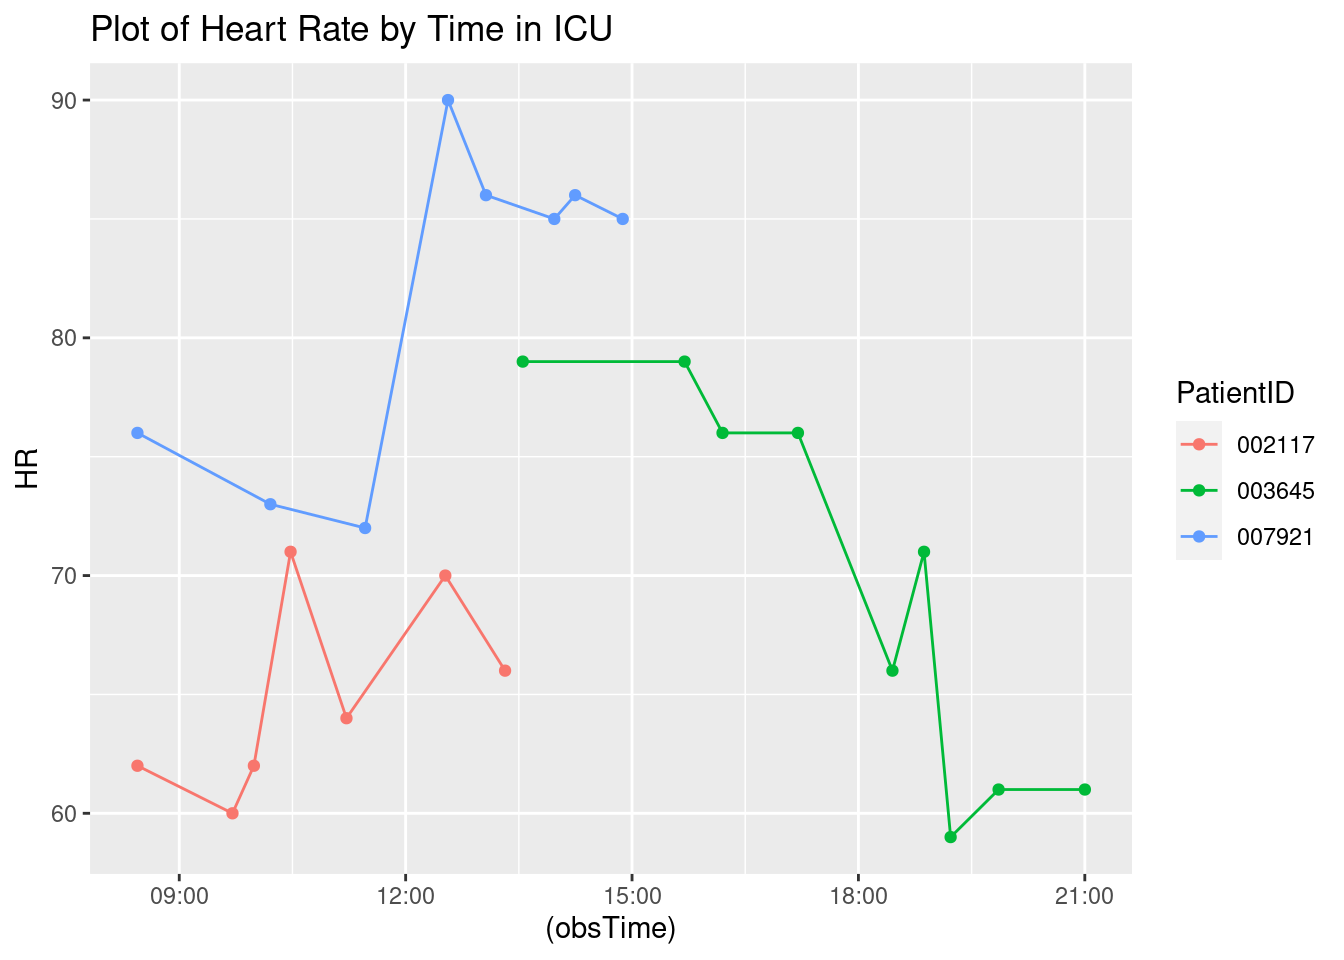 Plot of Heart Rate by Time in ICU
90
80
70
60
HR
09:00 12:00 15:00 18:00 21:00
(obsTime)
PatientID
002117
003645
007921